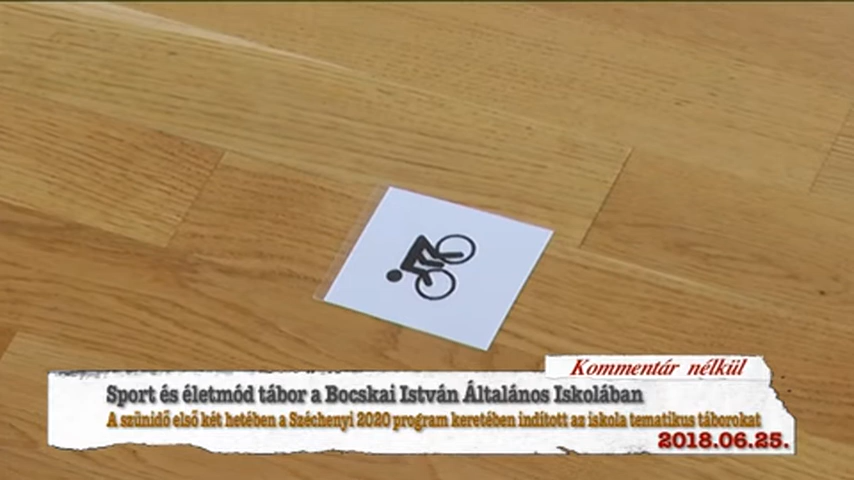 Kommentár nélkül
Sport és életmód tábor a Bocskai István Általános Iskolában
A szünidő első két hetében a Széchenyi 2020 program keretében indított az iskola tematikus táborokat
2018.06.25.